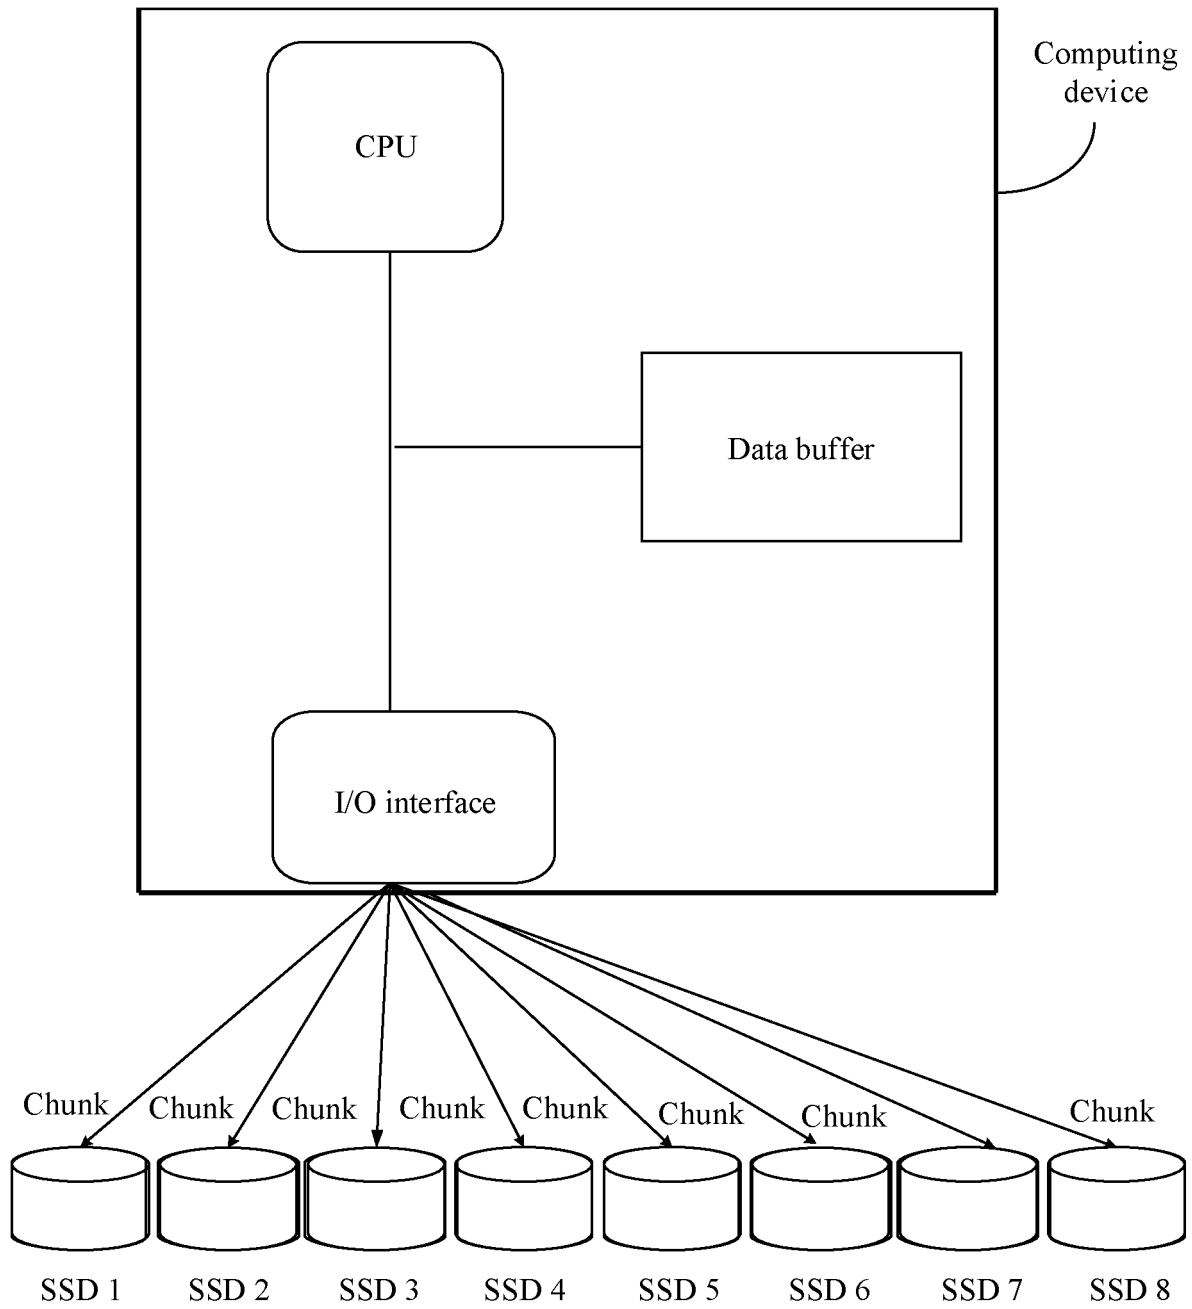 Computing
device
CPU
Data buffer
I/O interface
Chunk
Chunk
Chunk
Chunk
Chunk
Chunk
Chunk
Chunk
SSD 1
SSD 2
SSD 3
SSD 4
SSD 5
SSD 6
SSD 7
SSD 8